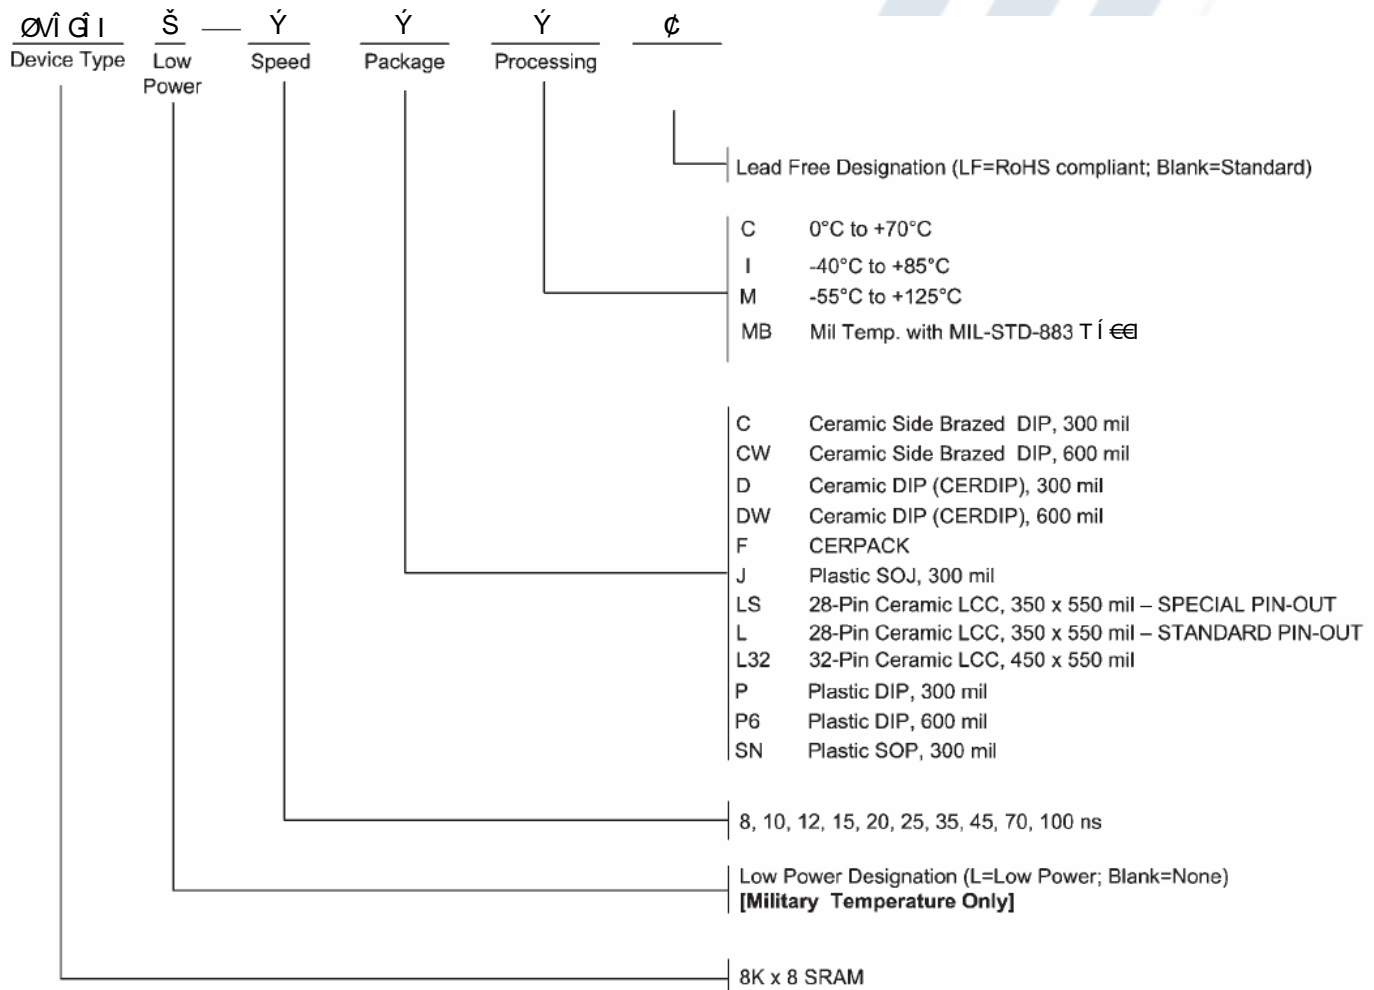 ØVÎ GÎ I Š — Ý Ý Ý ¢
Device Type Low Power Speed Package Processing
Lead Free Designation (LF=RoHS compliant; Blank=Standard)
C 0°C to +70°C
I -40°C to +85°C
M -55°C to +125°C
MB Mil Temp. with MIL-STD-883
C Ceramic Side Brazed DIP, 300 mil
CW Ceramic Side Brazed DIP, 600 mil
D Ceramic DIP (CERDIP), 300 mil
DW Ceramic DIP (CERDIP), 600 mil
F CERPACK
J Plastic SOJ, 300 mil
LS 28-Pin Ceramic LCC, 350 x 550 mil – SPECIAL PIN-OUT
L 28-Pin Ceramic LCC, 350 x 550 mil – STANDARD PIN-OUT
L32 32-Pin Ceramic LCC, 450 x 550 mil
P Plastic DIP, 300 mil
P6 Plastic DIP, 600 mil
SN Plastic SOP, 300 mil
8, 10, 12, 15, 20, 25, 35, 45, 70, 100 ns
Low Power Designation (L=Low Power; Blank=None)
[Military Temperature Only]
8K x 8 SRAM